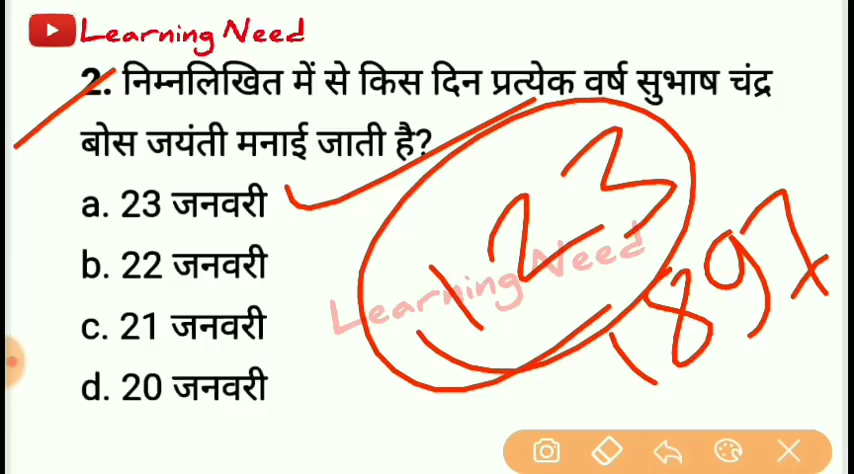 Learning Need
2. निम्नलिखित में से किस दिन प्रत्येक वर्ष सुभाष चंद्र
बोस जयंती मनाई जाती है?
a. 23 जनवरी
b. 22 जनवरी
c. 21 जनवरी
d. 20 जनवरी
123
1897
Learning Need